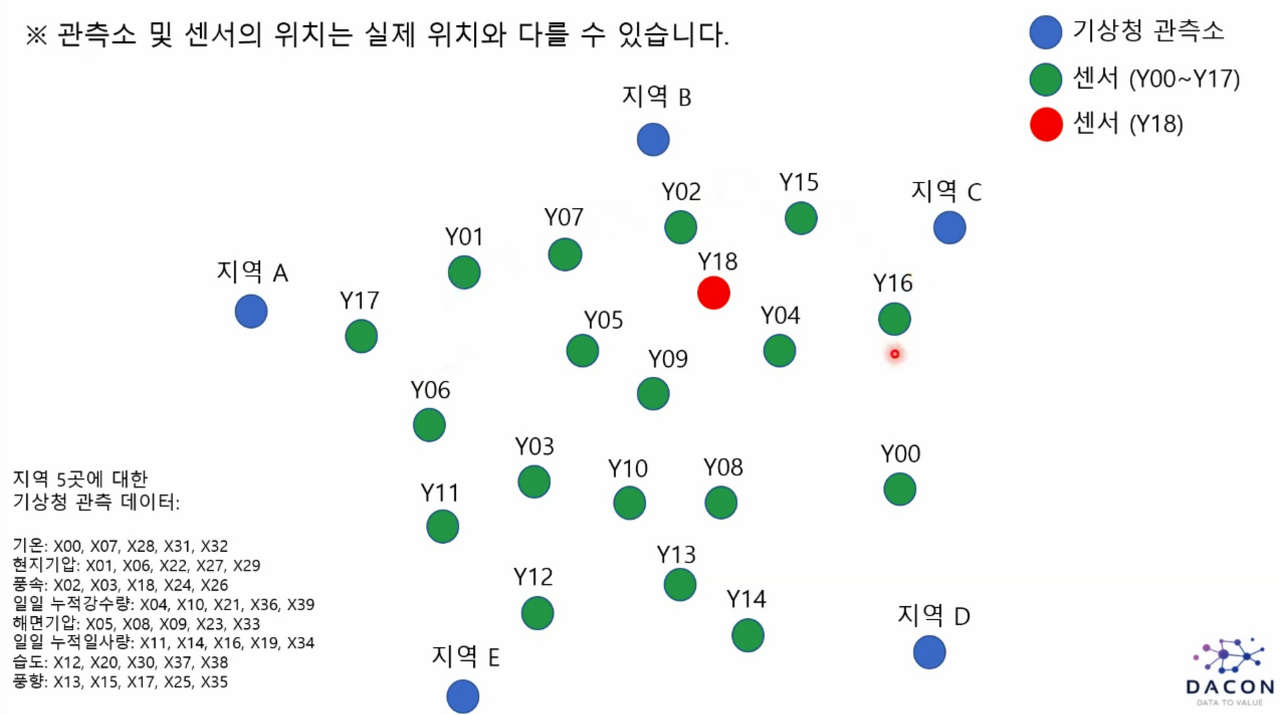 ※ 관측소 및 센서의 위치는 실제 위치와 다를 수 있습니다.
기상청 관측소
센서 (Y00~Y17)
센서 (Y18)
지역 B
Y15
Y02
지역 C
Y07
Y01
Y18
지역 A
Y16
Y17
Y05
Y04
Y09
Y06
Y03
Y00
Y10
Y08
Y11
Y13
Y12
Y14
지역 D
지역 E
지역 5곳에 대한
기상청 관측 데이터:
기온: X00, X07, X28, X31, X32
현지기압: X01, X06, X22, X27, X29
풍속: X02, X03, X18, X24, X26
일일 누적강수량: X04, X10, X21, X36, X39
해면기압: X05, X08, X09, X23, X33
일일 누적일사량: X11, X14, X16, X19, X34
습도: X12, X20, X30, X37, X38
풍향: X13, X15, X17, X25, X35
DACON
DATA TO VALUE